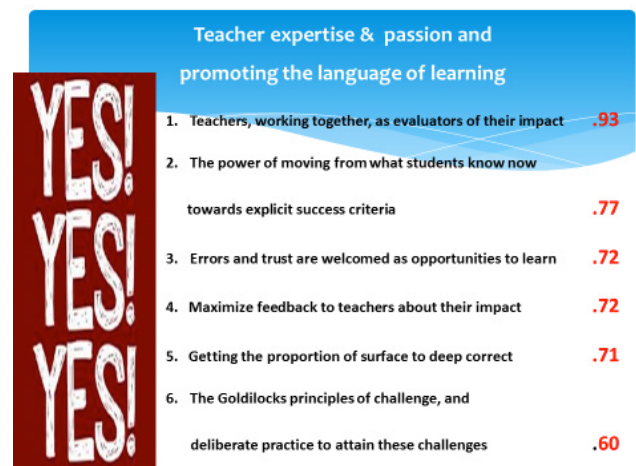 Teacher expertise & passion and
promoting the language of learning
YES!
YES!
YES!
1. Teachers, working together, as evaluators of their impact .93
2. The power of moving from what students know now
towards explicit success criteria .77
3. Errors and trust are welcomed as opportunities to learn .72
4. Maximize feedback to teachers about their impact .72
5. Getting the proportion of surface to deep correct .71
6. The Goldilocks principles of challenge, and
deliberate practice to attain these challenges .60